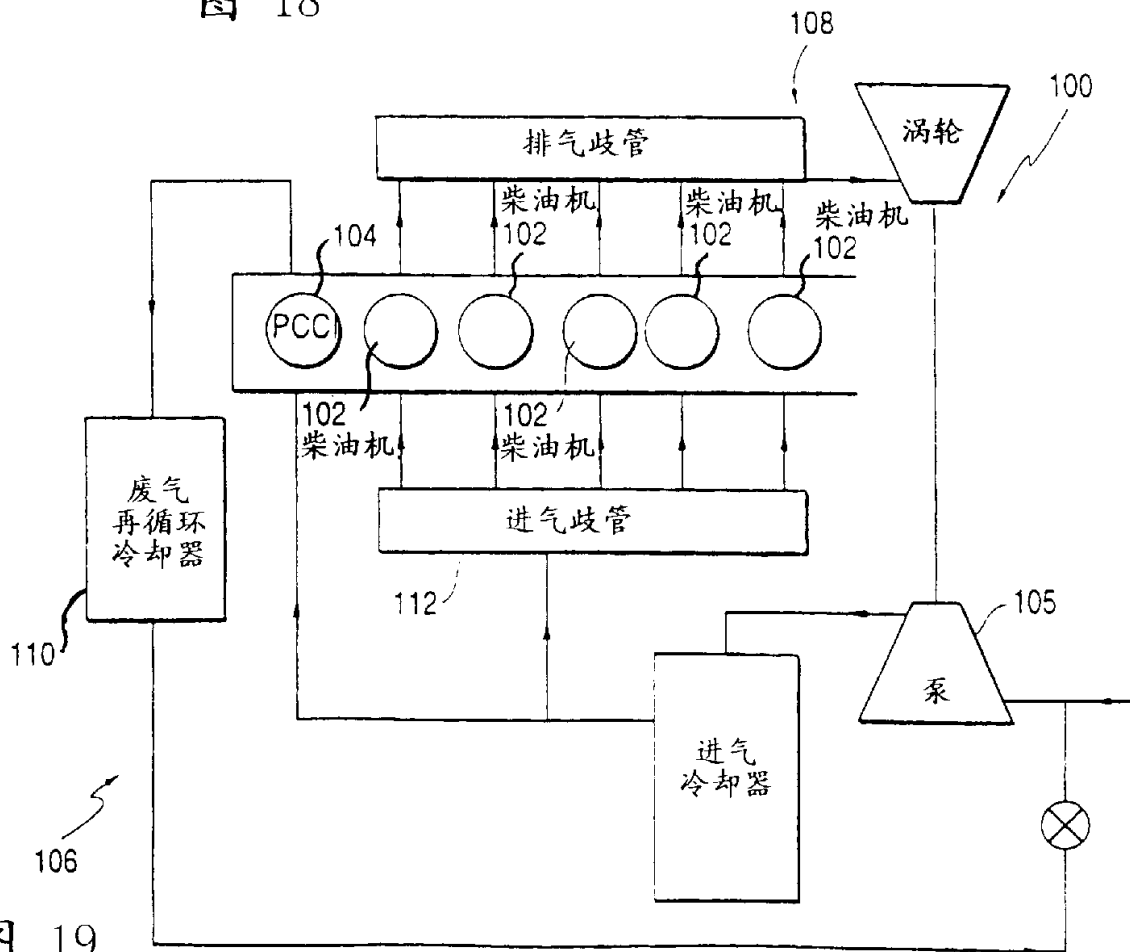 图 18
108
100
涡轮
排气歧管
柴油机
柴油机
柴油机
104
102
102
102
PCCI
102
柴油机
102
柴油机
废气
再循环
冷却器
进气歧管
112
105
110
泵
进气
冷却器
106
图 19